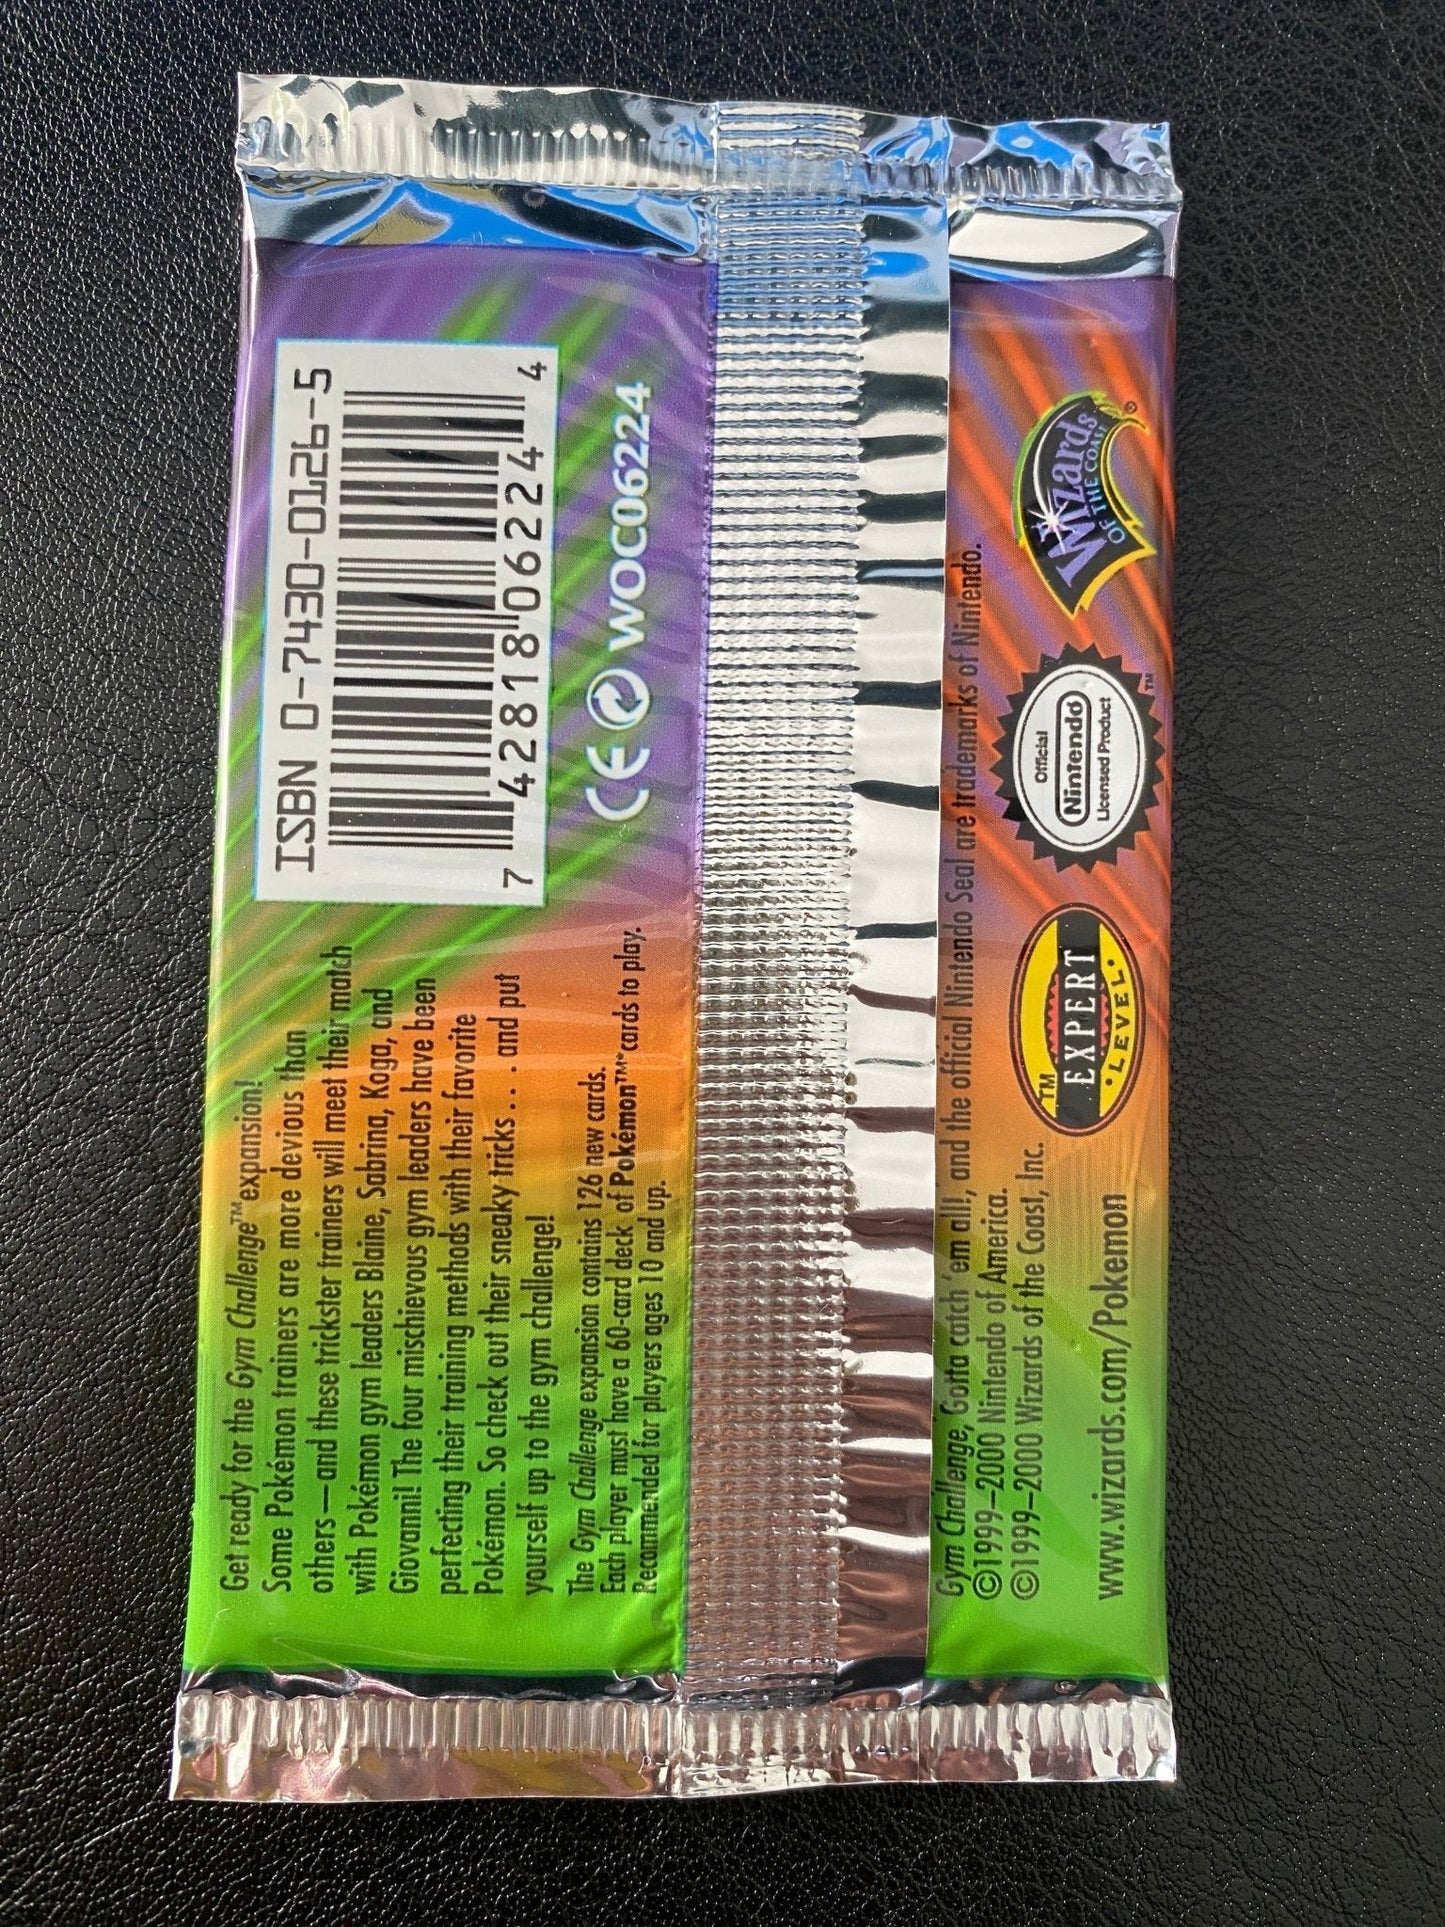 Get ready for the Gym Challenge™ expansion!
Some Pokémon trainers are more devious than
others—and these trickster trainers will meet their match
with Pokémon gym leaders Blaine, Sabrina, Koga, and
Giovanni! The four mischievous gym leaders have been
perfecting their training methods with their favorite
Pokémon. So check out their sneaky tricks . . . and put
yourself up to the gym challenge!
The Gym Challenge expansion contains 126 new cards.
Each player must have a 60-card deck of Pokémon™* cards to play.
Recommended for players ages 10 and up.
ISBN 0-7430-0126-5
7 42818 06224 4
CE WOC06224
Gym Challenge, Gotta catch 'em all!, and the official Nintendo Seal are trademarks of Nintendo.
©1999–2000 Nintendo of America.
©1999–2000 Wizards of the Coast, Inc.
www.wizards.com/Pokemon
TM
EXPERT
• LEVEL •
Official
Nintendo
Licensed Product
TM
Wizards
OF THE COAST
®